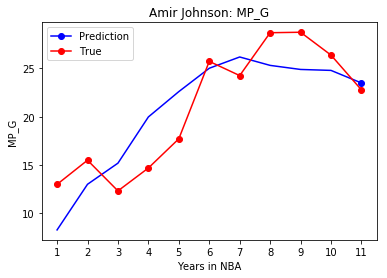 Amir Johnson: MP_G
Prediction
True
MP_G
25
20
15
10
1 2 3 4 5 6 7 8 9 10 11
Years in NBA